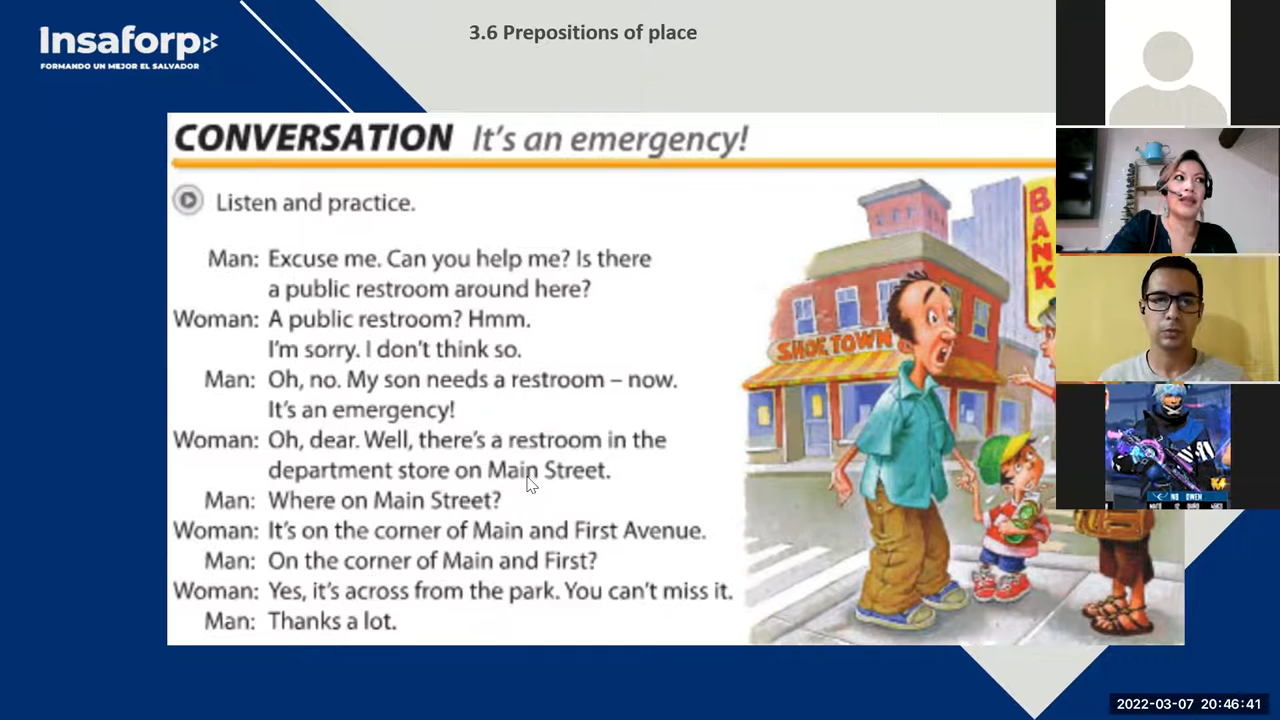 Insaforp
FORMANDO UN MEJOR EL SALVADOR
3.6 Prepositions of place
CONVERSATION It's an emergency!
Listen and practice.
Man: Excuse me. Can you help me? Is there
a public restroom around here?
Woman: A public restroom? Hmm.
I'm sorry. I don't think so.
Man: Oh, no. My son needs a restroom – now.
It's an emergency!
Woman: Oh, dear. Well, there's a restroom in the
department store on Main Street.
Man: Where on Main Street?
Woman: It's on the corner of Main and First Avenue.
Man: On the corner of Main and First?
Woman: Yes, it's across from the park. You can't miss it.
Man: Thanks a lot.
SHOE TOWN
BANK
2022-03-07 20:46:41